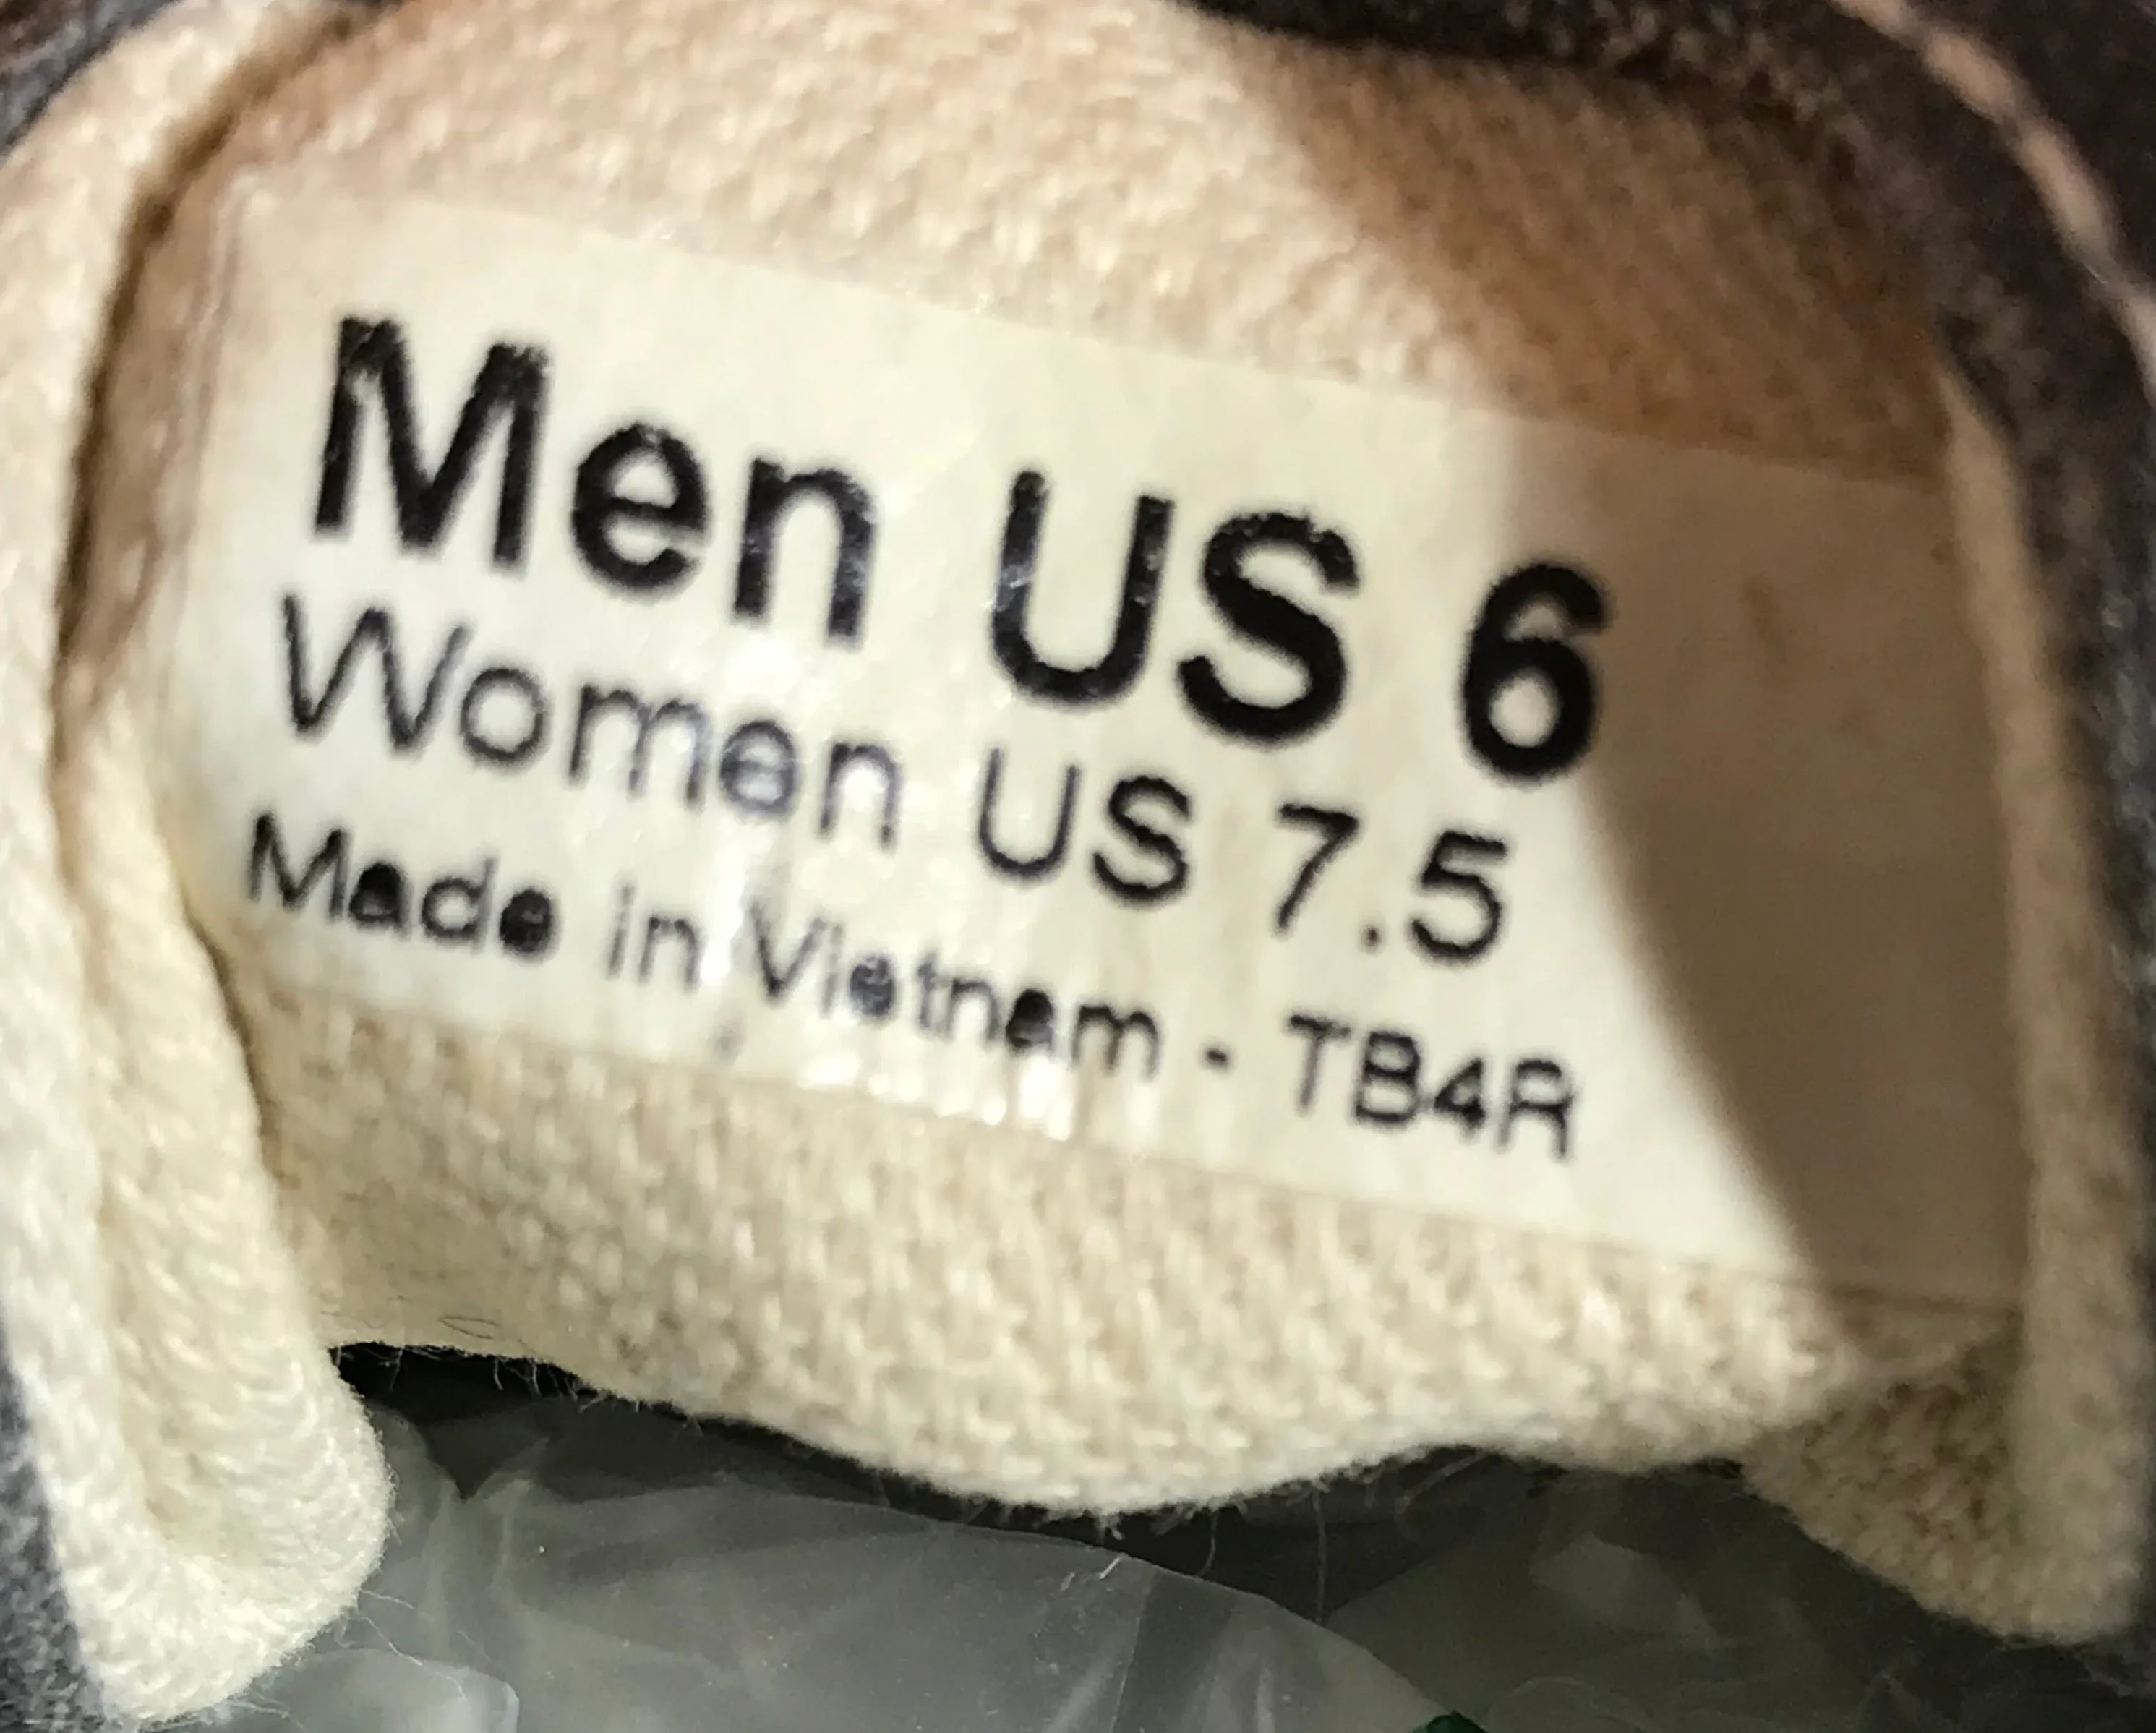 Men US 6
Women US 7.5
Made in Vietnam - TB4R